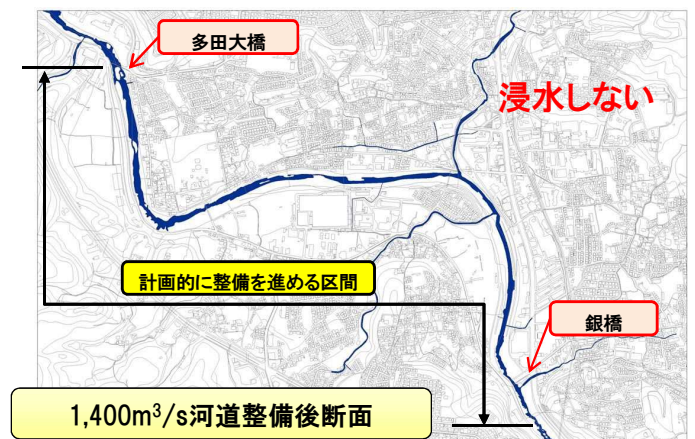 多田大橋
浸水しない
計画的に整備を進める区間
銀橋
1,400m³/s河道整備後断面